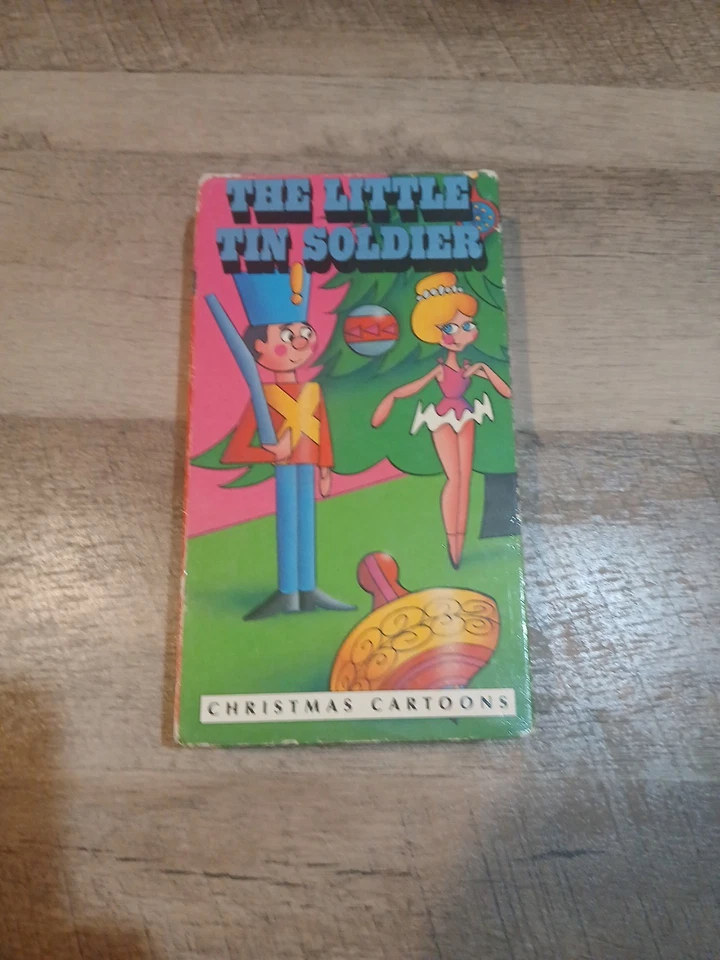 THE LITTLE
TIN SOLDIER
CHRISTMAS CARTOONS